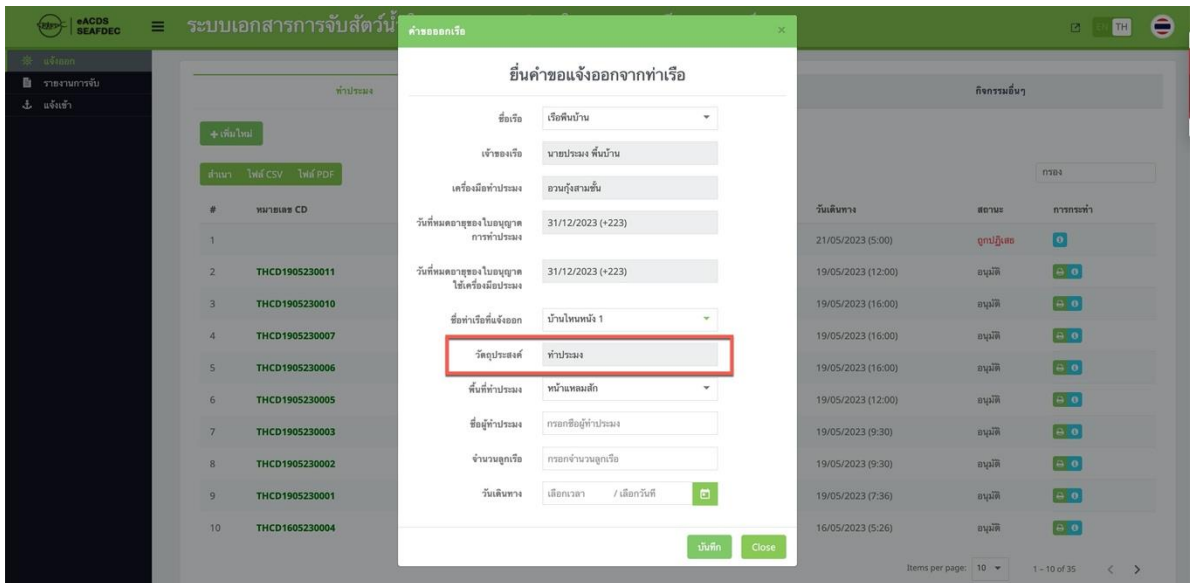 eACDS
SEAFDEC
ระบบเอกสารการจับสัตว์น้ำ
EN TH
แจ้งออก
รายงานการจับ
แจ้งเข้า
ทำประมง
กิจกรรมอื่นๆ
เพิ่มใหม่
สำเนา ไฟล์ CSV ไฟล์ PDF
กรอง
# หมายเลข CD วันเดินทาง สถานะ การกระทำ
1 21/05/2023 (5:00) ถูกปฏิเสธ
2 THCD1905230011 19/05/2023 (12:00) อนุมัติ
3 THCD1905230010 19/05/2023 (16:00) อนุมัติ
4 THCD1905230007 19/05/2023 (16:00) อนุมัติ
5 THCD1905230006 19/05/2023 (16:00) อนุมัติ
6 THCD1905230005 19/05/2023 (12:00) อนุมัติ
7 THCD1905230003 19/05/2023 (9:30) อนุมัติ
8 THCD1905230002 19/05/2023 (9:30) อนุมัติ
9 THCD1905230001 19/05/2023 (7:36) อนุมัติ
10 THCD1605230004 16/05/2023 (5:26) อนุมัติ
Items per page: 10 1 - 10 of 35
คำขอออกเรือ
ยื่นคำขอแจ้งออกจากท่าเรือ
ชื่อเรือ เรือพื้นบ้าน
เจ้าของเรือ นายประมง พื้นบ้าน
เครื่องมือทำประมง อวนกุ้งสามชั้น
วันที่หมดอายุของใบอนุญาต 31/12/2023 (+223)
การทำประมง
วันที่หมดอายุของใบอนุญาต 31/12/2023 (+223)
ใช้เครื่องมือประมง
ชื่อท่าเรือที่แจ้งออก บ้านไหนหนัง 1
วัตถุประสงค์ ทำประมง
พื้นที่ทำประมง หน้าแหลมสัก
ชื่อผู้ทำประมง กรอกชื่อผู้ทำประมง
จำนวนลูกเรือ กรอกจำนวนลูกเรือ
วันเดินทาง เลือกเวลา / เลือกวันที่
บันทึก Close